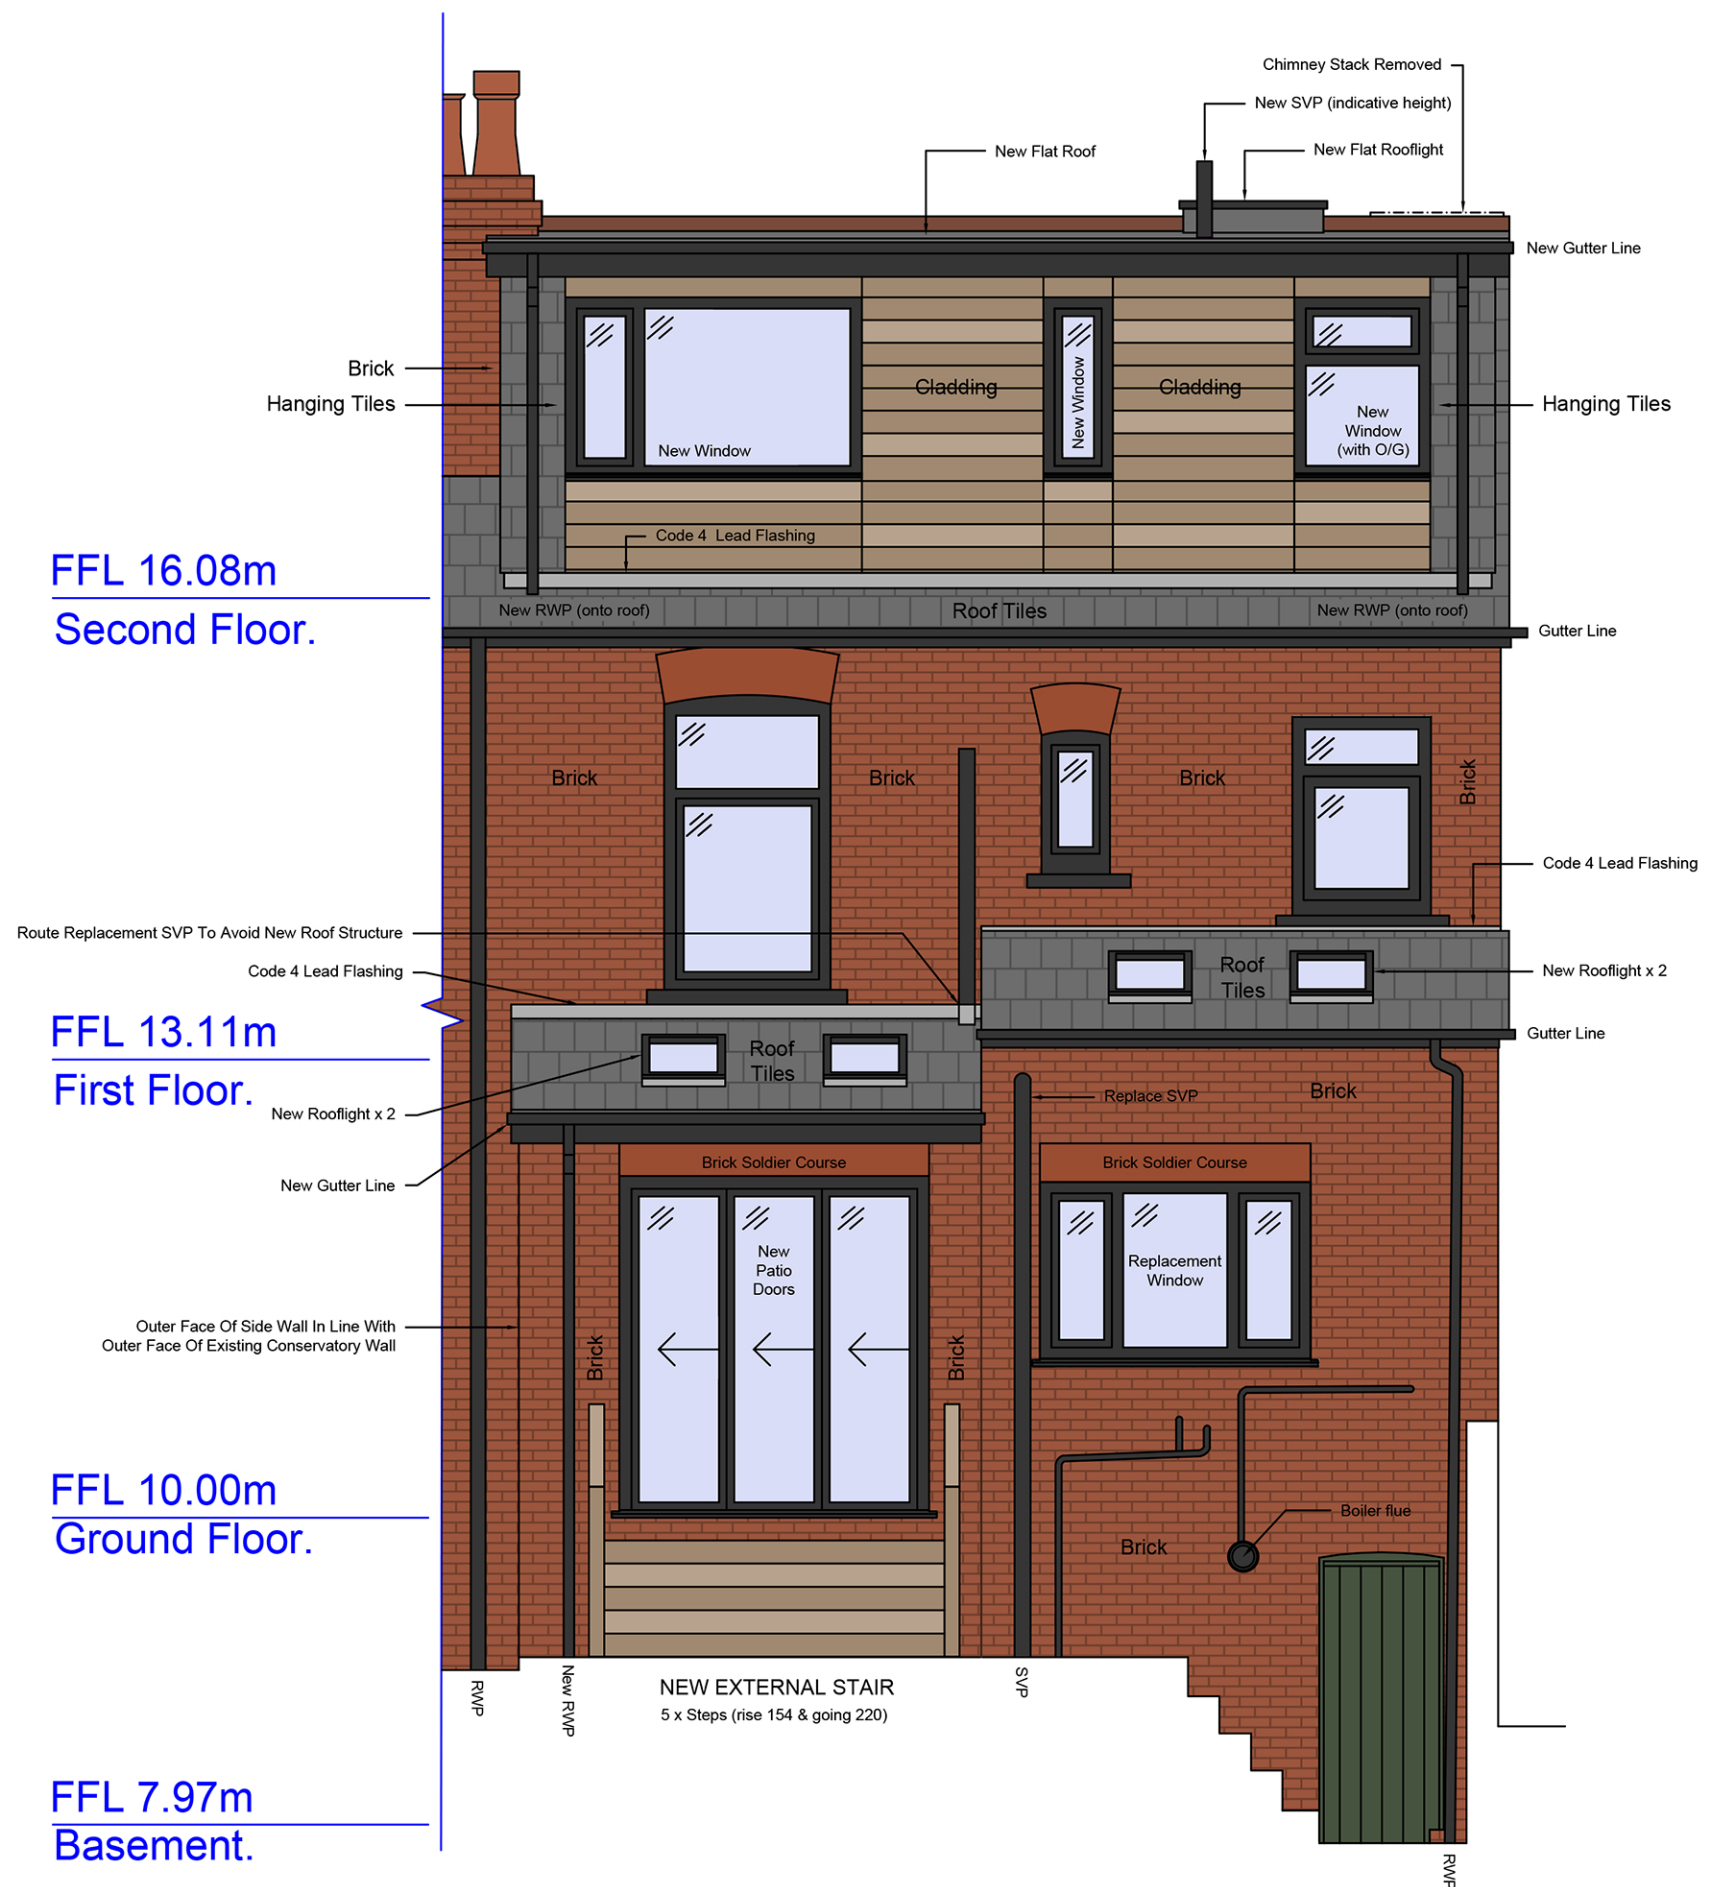 Chimney Stack Removed
New SVP (indicative height)
New Flat Roof
New Flat Rooflight
New Gutter Line
Brick
Hanging Tiles
Cladding
New Window
Cladding
New
Window
(with O/G)
Hanging Tiles
New Window
Code 4 Lead Flashing
FFL 16.08m
Second Floor.
New RWP (onto roof)
Roof Tiles
New RWP (onto roof)
Gutter Line
Brick
Brick
Brick
Brick
Code 4 Lead Flashing
Route Replacement SVP To Avoid New Roof Structure
Code 4 Lead Flashing
Roof
Tiles
New Rooflight x 2
FFL 13.11m
First Floor.
Roof
Tiles
Gutter Line
New Rooflight x 2
Replace SVP
Brick
New Gutter Line
Brick Soldier Course
Brick Soldier Course
New
Patio
Doors
Replacement
Window
Outer Face Of Side Wall In Line With
Outer Face Of Existing Conservatory Wall
Brick
Brick
FFL 10.00m
Ground Floor.
Boiler flue
Brick
RWP
New RWP
NEW EXTERNAL STAIR
5 x Steps (rise 154 & going 220)
SVP
FFL 7.97m
Basement.
RWP